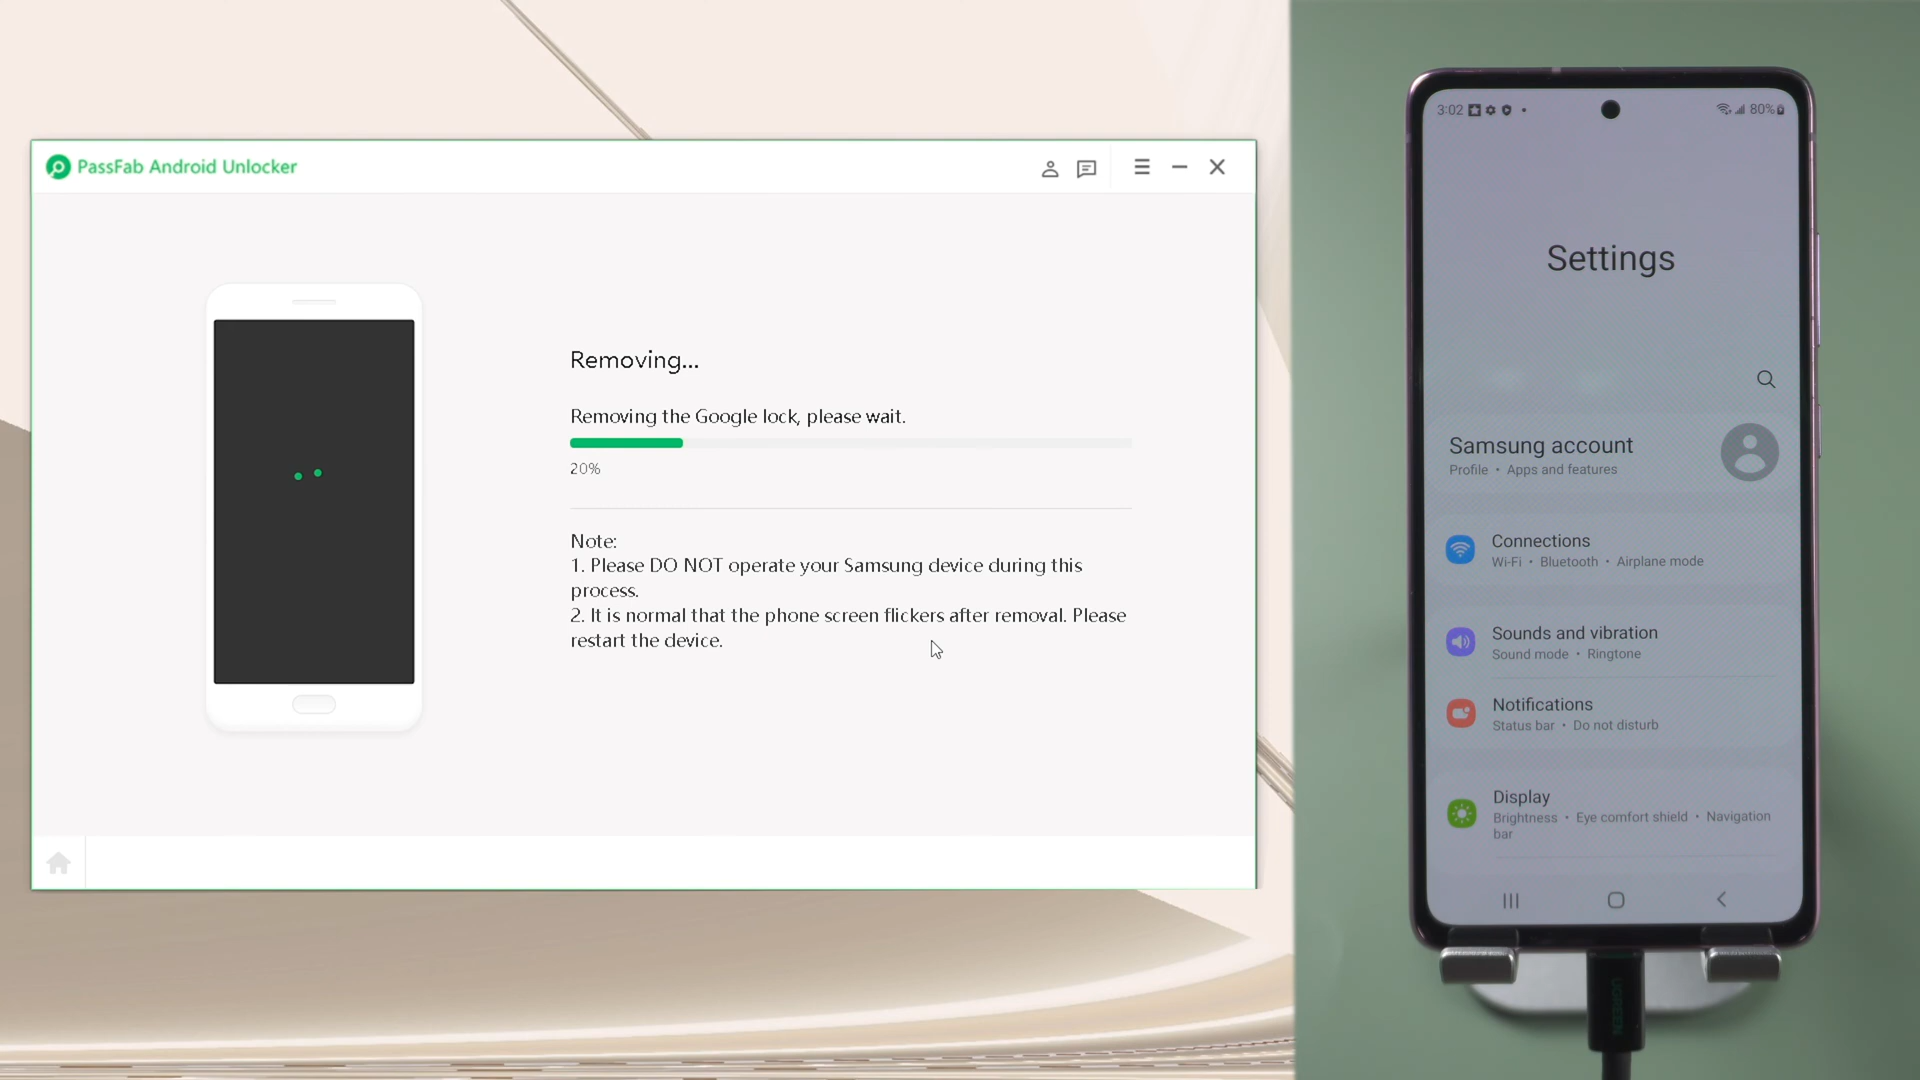 PassFab Android Unlocker
Removing...
Removing the Google lock, please wait.
20%
Note:
1. Please DO NOT operate your Samsung device during this
process.
2. It is normal that the phone screen flickers after removal. Please
restart the device.
3:02
80%
Settings
Samsung account
Profile • Apps and features
Connections
Wi-Fi • Bluetooth • Airplane mode
Sounds and vibration
Sound mode • Ringtone
Notifications
Status bar • Do not disturb
Display
Brightness • Eye comfort shield • Navigation
bar
UGREEN